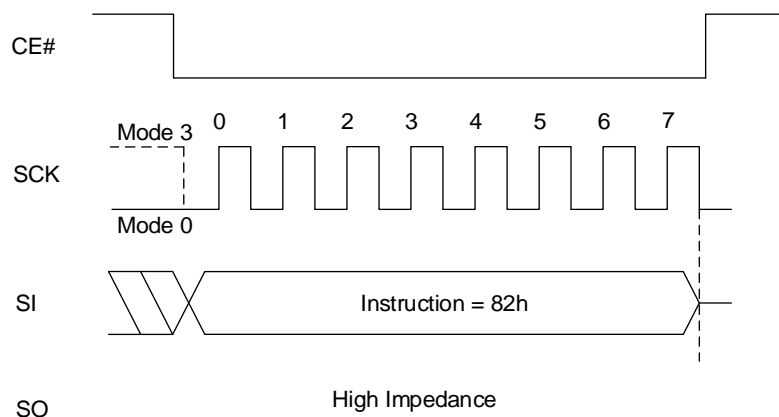 CE#
0 1 2 3 4 5 6 7
Mode 3
SCK
Mode 0
SI
Instruction = 82h
High Impedance
SO